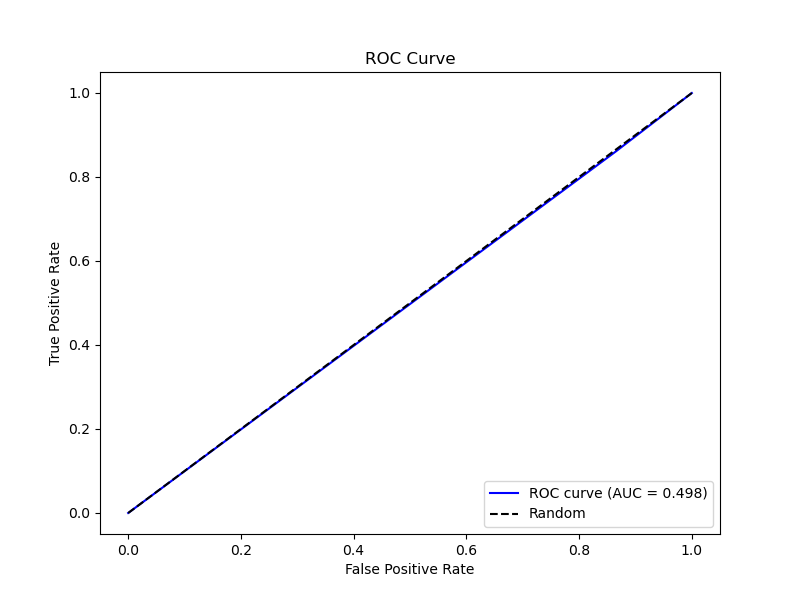 ROC Curve
1.0
0.8
0.6
0.4
0.2
0.0
True Positive Rate
0.0 0.2 0.4 0.6 0.8 1.0
False Positive Rate
ROC curve (AUC = 0.498)
Random